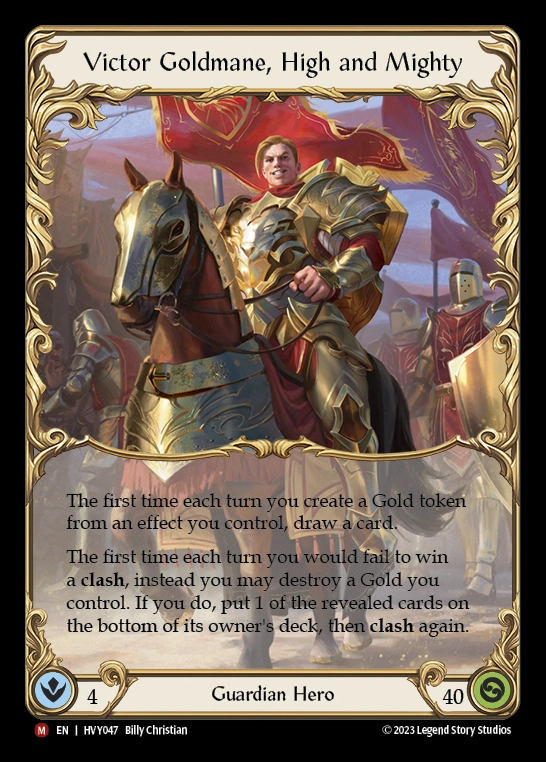 Victor Goldmane, High and Mighty
The first time each turn you create a Gold token
from an effect you control, draw a card.
The first time each turn you would fail to win
a clash, instead you may destroy a Gold you
control. If you do, put 1 of the revealed cards on
the bottom of its owner's deck, then clash again.
4 Guardian Hero 40
M EN | HVY047 Billy Christian © 2023 Legend Story Studios